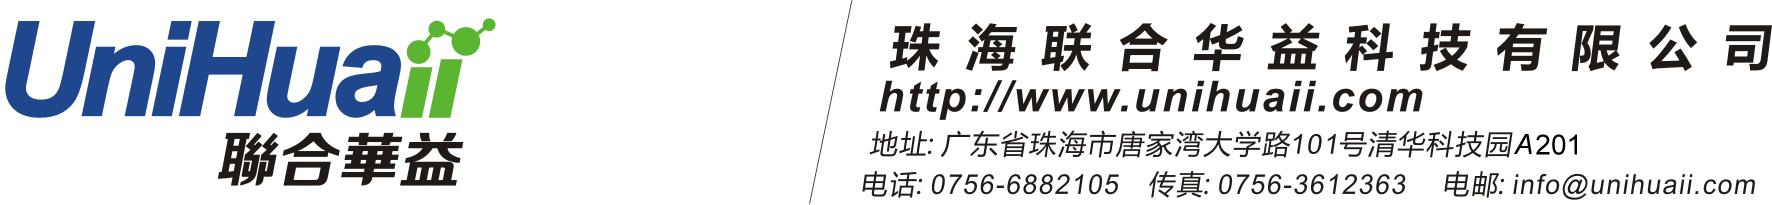 UniHuaii
聯合華益
珠海联合华益科技有限公司
http://www.unihuaii.com
地址: 广东省珠海市唐家湾大学路101号清华科技园A201
电话: 0756-6882105 传真: 0756-3612363 电邮: info@unihuaii.com